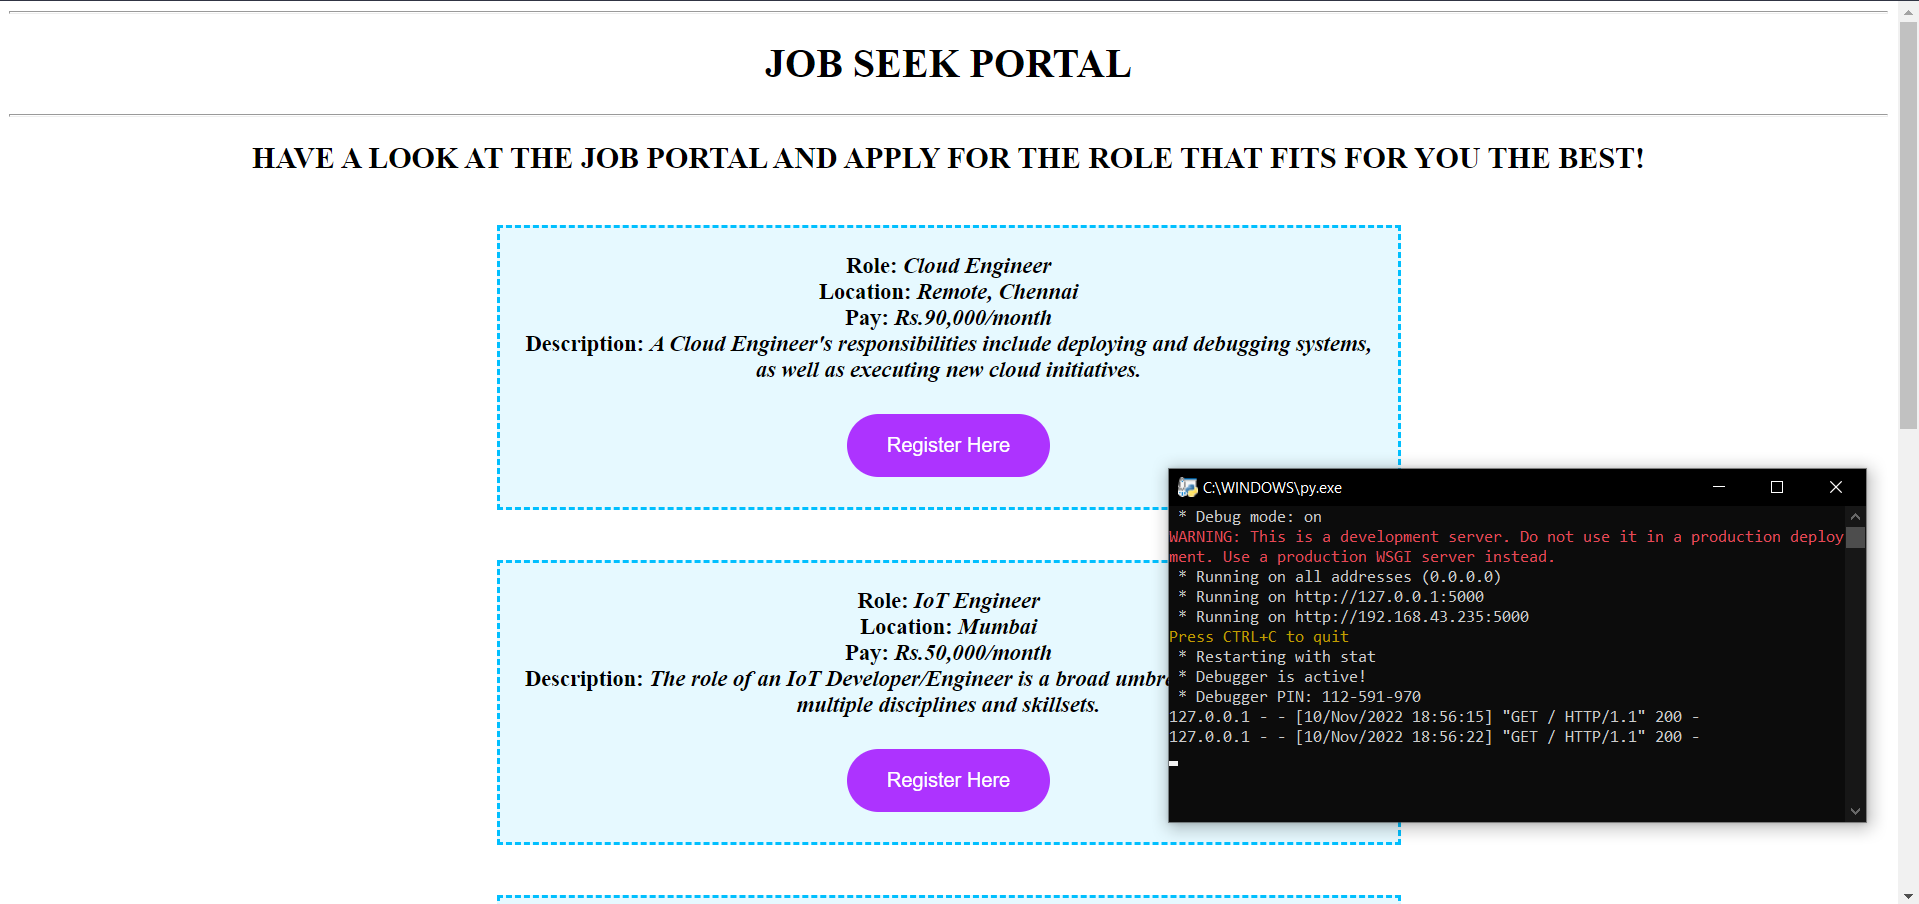 JOB SEEK PORTAL
HAVE A LOOK AT THE JOB PORTAL AND APPLY FOR THE ROLE THAT FITS FOR YOU THE BEST!
Role: Cloud Engineer
Location: Remote, Chennai
Pay: Rs.90,000/month
Description: A Cloud Engineer's responsibilities include deploying and debugging systems,
as well as executing new cloud initiatives.
Register Here
Role: IoT Engineer
Location: Mumbai
Pay: Rs.50,000/month
Description: The role of an IoT Developer/Engineer is a broad
multiple disciplines and skillsets.
Register Here
C:\WINDOWS\py.exe
* Debug mode: on
WARNING: This is a development server. Do not use it in a production deploy
ment. Use a production WSGI server instead.
* Running on all addresses (0.0.0.0)
* Running on http://127.0.0.1:5000
* Running on http://192.168.43.235:5000
Press CTRL+C to quit
* Restarting with stat
* Debugger is active!
* Debugger PIN: 112-591-970
127.0.0.1 - - [10/Nov/2022 18:56:15] "GET / HTTP/1.1" 200 -
127.0.0.1 - - [10/Nov/2022 18:56:22] "GET / HTTP/1.1" 200 -